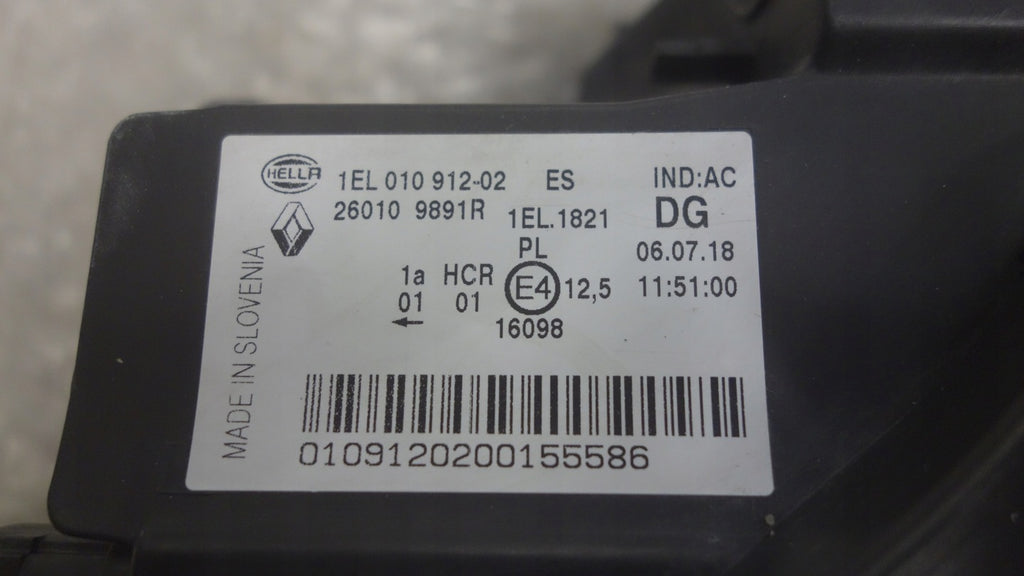 HELLA
1EL 010 912-02 ES IND:AC
26010 9891R 1EL.1821 DG
PL 06.07.18
1a HCR E4 12,5 11:51:00
01 01
16098
MADE IN SLOVENIA
0109120200155586